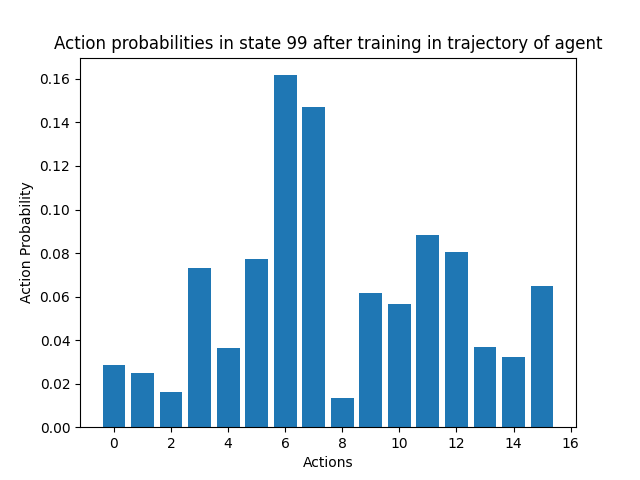 Action probabilities in state 99 after training in trajectory of agent
0.16
0.14
0.12
0.10
0.08
0.06
0.04
0.02
0.00
Action Probability
0 2 4 6 8 10 12 14 16
Actions